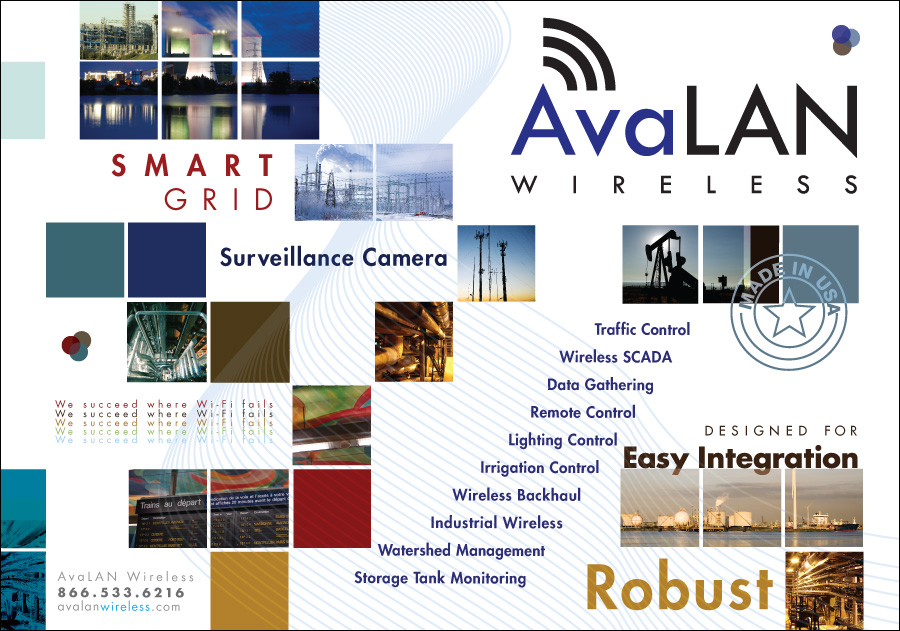 AvaLAN
WIRELESS
SMART
GRID
Surveillance Camera
MADE IN USA
Traffic Control
Wireless SCADA
Data Gathering
Remote Control
Lighting Control
Irrigation Control
Wireless Backhaul
Industrial Wireless
Watershed Management
Storage Tank Monitoring
We succeed where Wi-Fi fails
We succeed where Wi-Fi fails
We succeed where Wi-Fi fails
We succeed where Wi-Fi fails
We succeed where Wi-Fi fails
DESIGNED FOR
Easy Integration
Robust
Trains au départ
AvaLAN Wireless
866.533.6216
avalanwireless.com